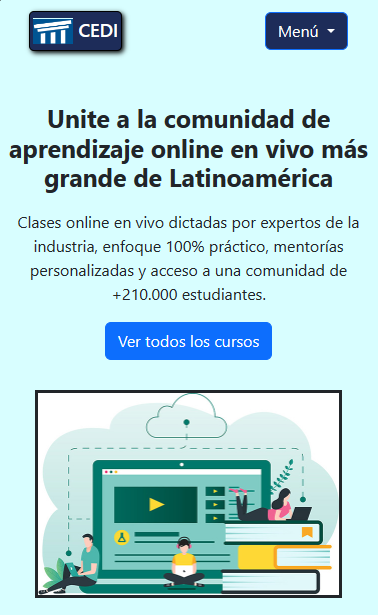 CEDI
Menú
Unite a la comunidad de
aprendizaje online en vivo más
grande de Latinoamérica
Clases online en vivo dictadas por expertos de la
industria, enfoque 100% práctico, mentorías
personalizadas y acceso a una comunidad de
+210.000 estudiantes.
Ver todos los cursos